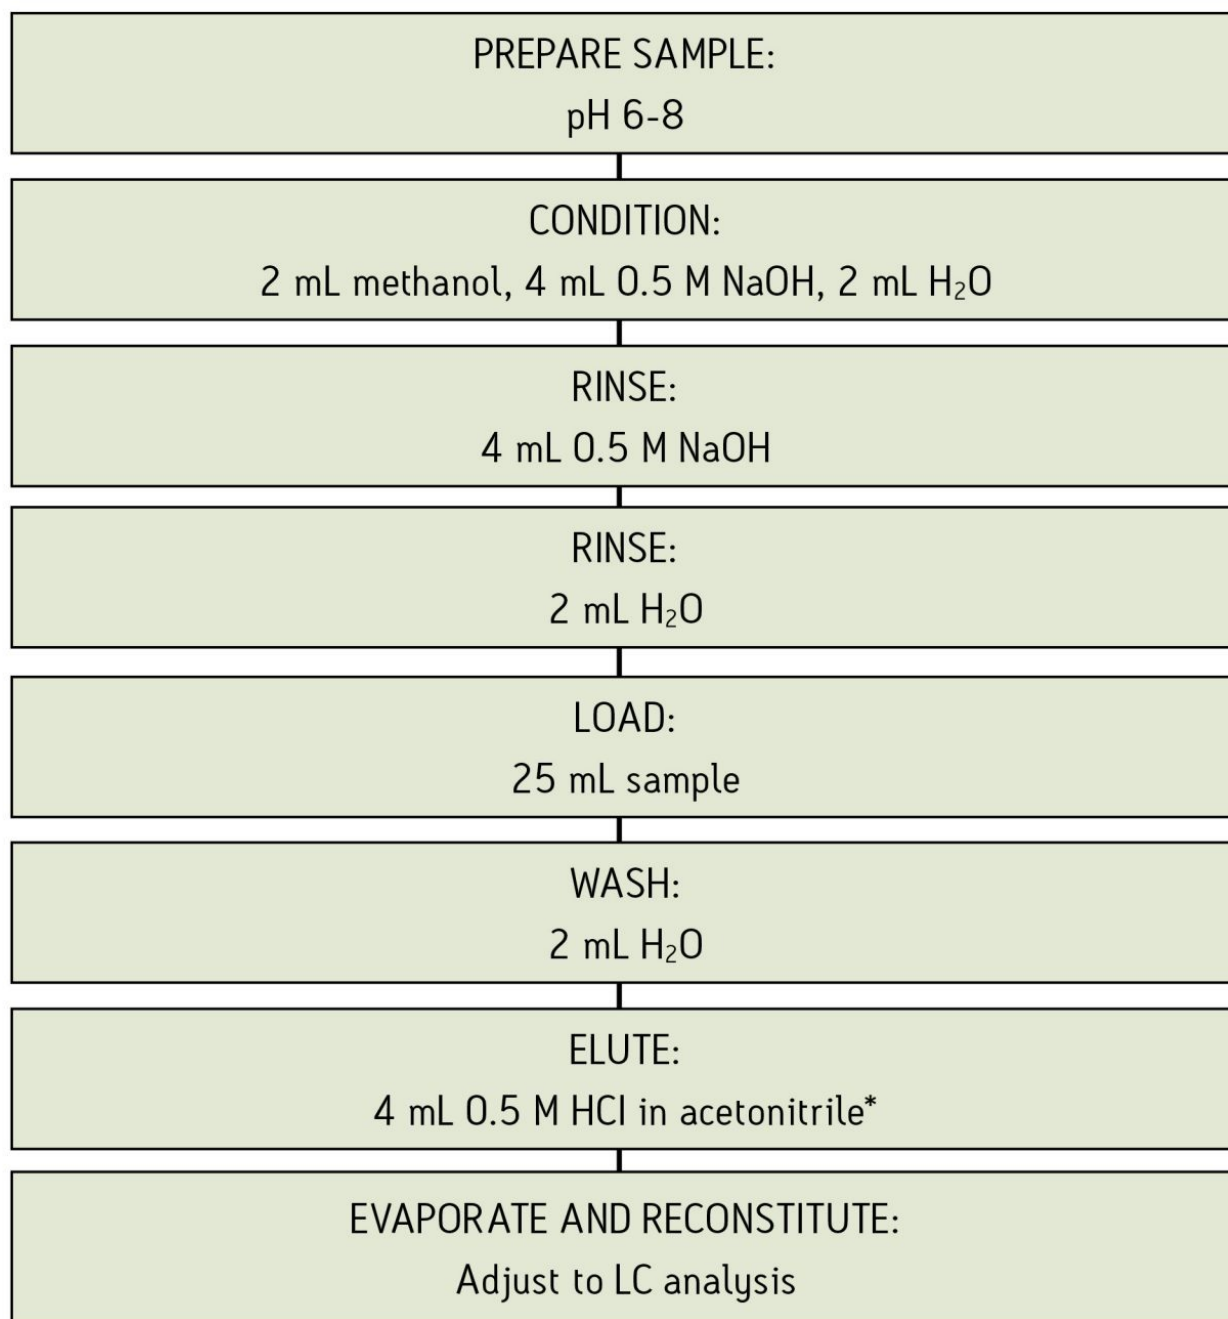 PREPARE SAMPLE:
pH 6-8
CONDITION:
2 mL methanol, 4 mL 0.5 M NaOH, 2 mL H₂O
RINSE:
4 mL 0.5 M NaOH
RINSE:
2 mL H₂O
LOAD:
25 mL sample
WASH:
2 mL H₂O
ELUTE:
4 mL 0.5 M HCl in acetonitrile*
EVAPORATE AND RECONSTITUTE:
Adjust to LC analysis